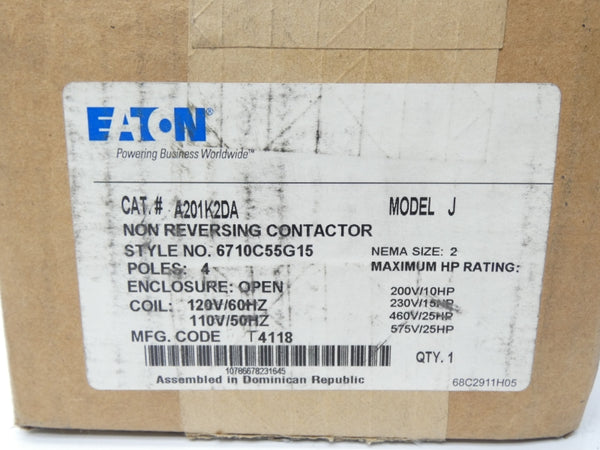 EATON®
Powering Business Worldwide™
CAT.# A201K2DA MODEL J
NON REVERSING CONTACTOR
STYLE NO. 6710C55G15 NEMA SIZE: 2
POLES: 4 MAXIMUM HP RATING:
ENCLOSURE: OPEN 200V/10HP
COIL: 120V/60HZ 230V/15HP
110V/50HZ 460V/25HP
575V/25HP
MFG. CODE T4118
QTY. 1
10786678231645
Assembled in Dominican Republic 68C2911H05